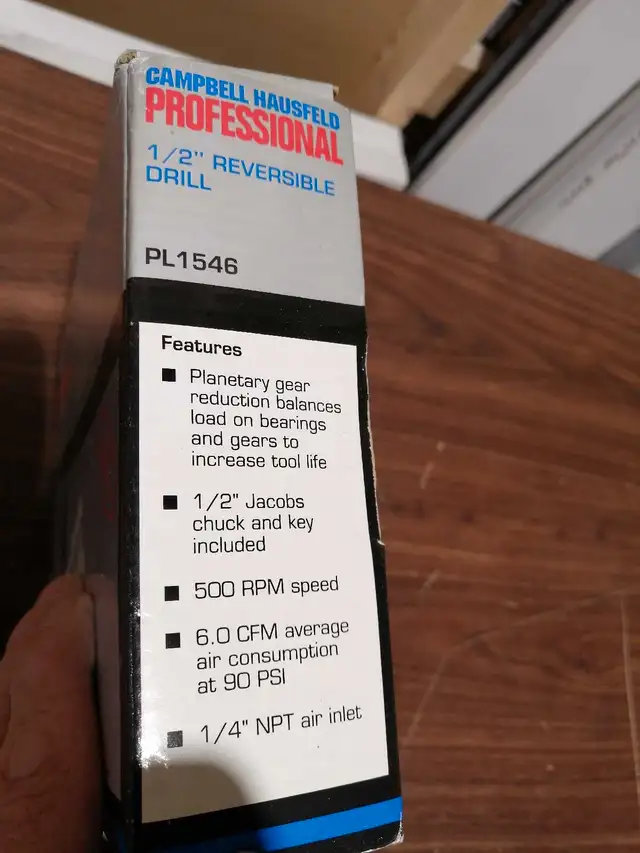 CAMPBELL HAUSFELD
PROFESSIONAL
1/2" REVERSIBLE
DRILL
PL1546
Features
■ Planetary gear
reduction balances
load on bearings
and gears to
increase tool life
■ 1/2" Jacobs
chuck and key
included
■ 500 RPM speed
■ 6.0 CFM average
air consumption
at 90 PSI
■ 1/4" NPT air inlet